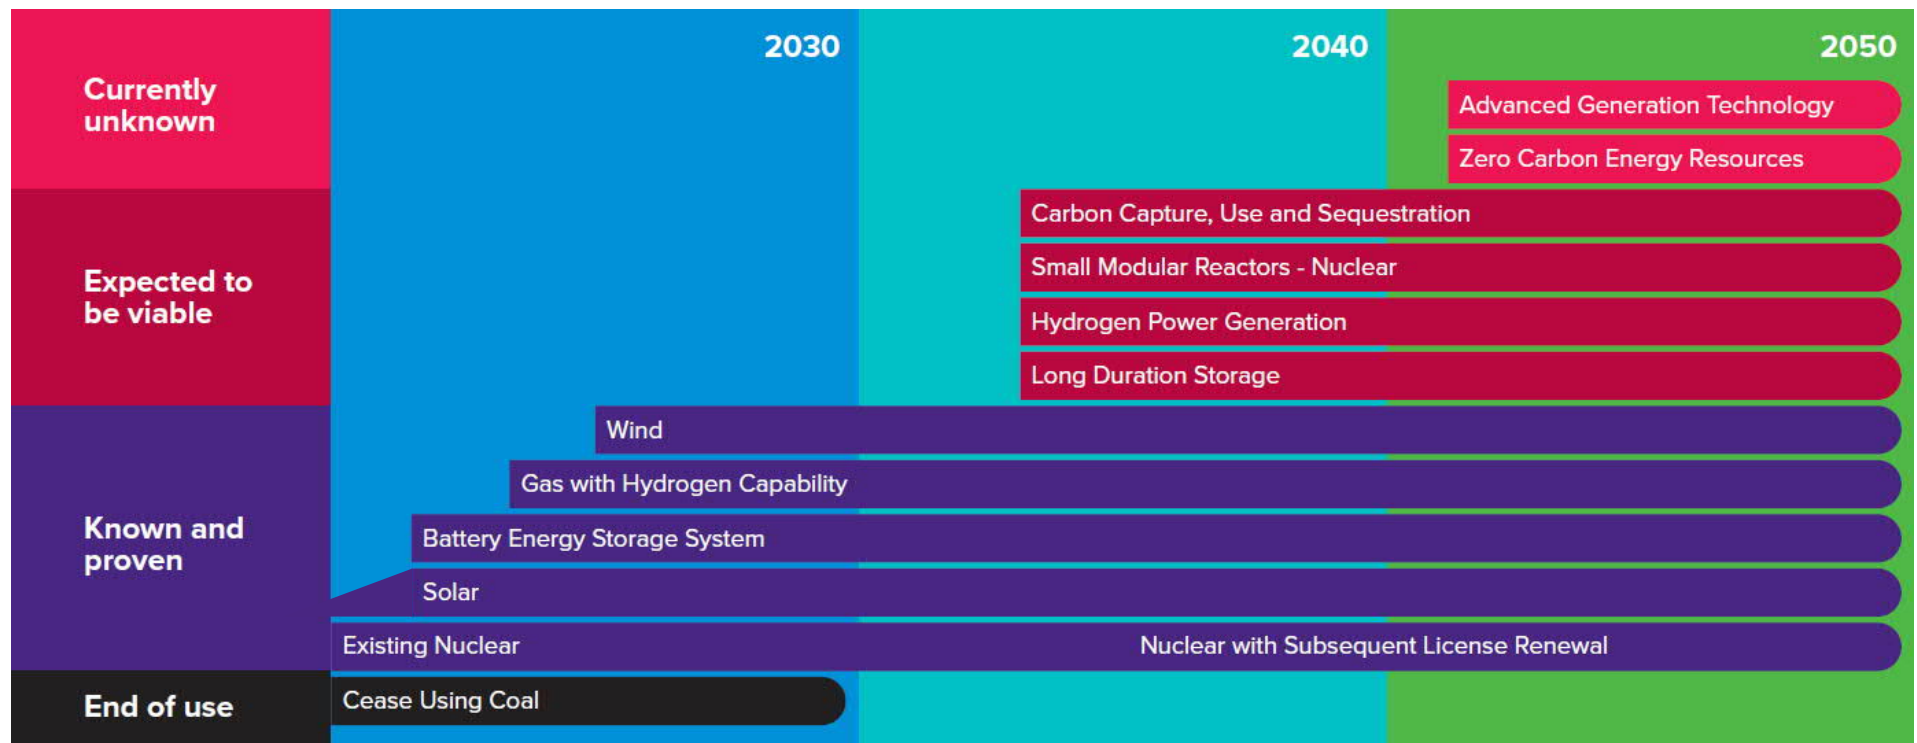 2030
2040
2050
Currently
unknown
Advanced Generation Technology
Zero Carbon Energy Resources
Expected to
be viable
Carbon Capture, Use and Sequestration
Small Modular Reactors - Nuclear
Hydrogen Power Generation
Long Duration Storage
Known and
proven
Wind
Gas with Hydrogen Capability
Battery Energy Storage System
Solar
Existing Nuclear
Nuclear with Subsequent License Renewal
End of use
Cease Using Coal